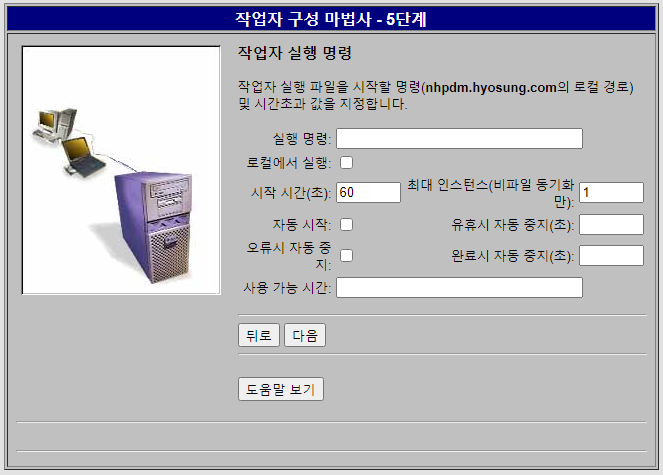 작업자 구성 마법사 - 5단계
작업자 실행 명령
작업자 실행 파일을 시작할 명령(nhpdm.hyosung.com의 로컬 경로)
및 시간초과 값을 지정합니다.
실행 명령:
로컬에서 실행:
시작 시간(초): 60 최대 인스턴스(비파일 동기화
만): 1
자동 시작: 유휴시 자동 중지(초):
오류시 자동 중
지: 완료시 자동 중지(초):
사용 가능 시간:
뒤로 다음
도움말 보기